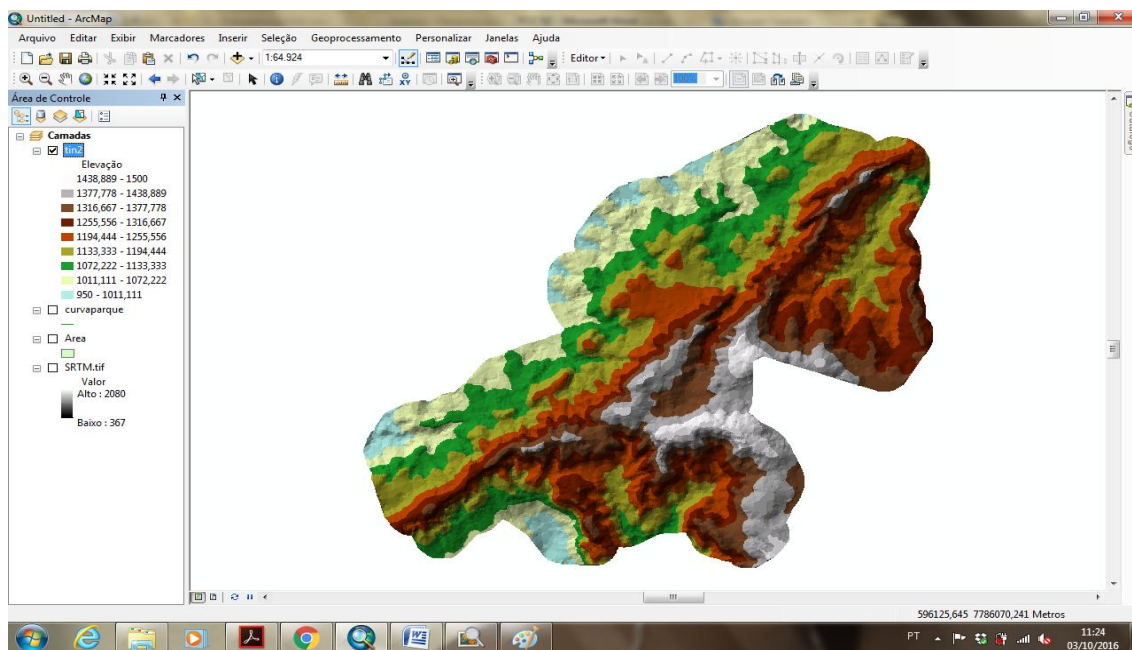 Untitled - ArcMap
Arquivo Editar Exibir Marcadores Inserir Seleção Geoprocessamento Personalizar Janelas Ajuda
1:64.924 Editor
100%
Área de Controle
Camadas
tin2
Elevação
1438,889 - 1500
1377,778 - 1438,889
1316,667 - 1377,778
1255,556 - 1316,667
1194,444 - 1255,556
1133,333 - 1194,444
1072,222 - 1133,333
1011,111 - 1072,222
950 - 1011,111
curvaparque
Area
SRTM.tif
Valor
Alto : 2080
Baixo : 367
596125,645 7786070,241 Metros
PT 11:24
03/10/2016